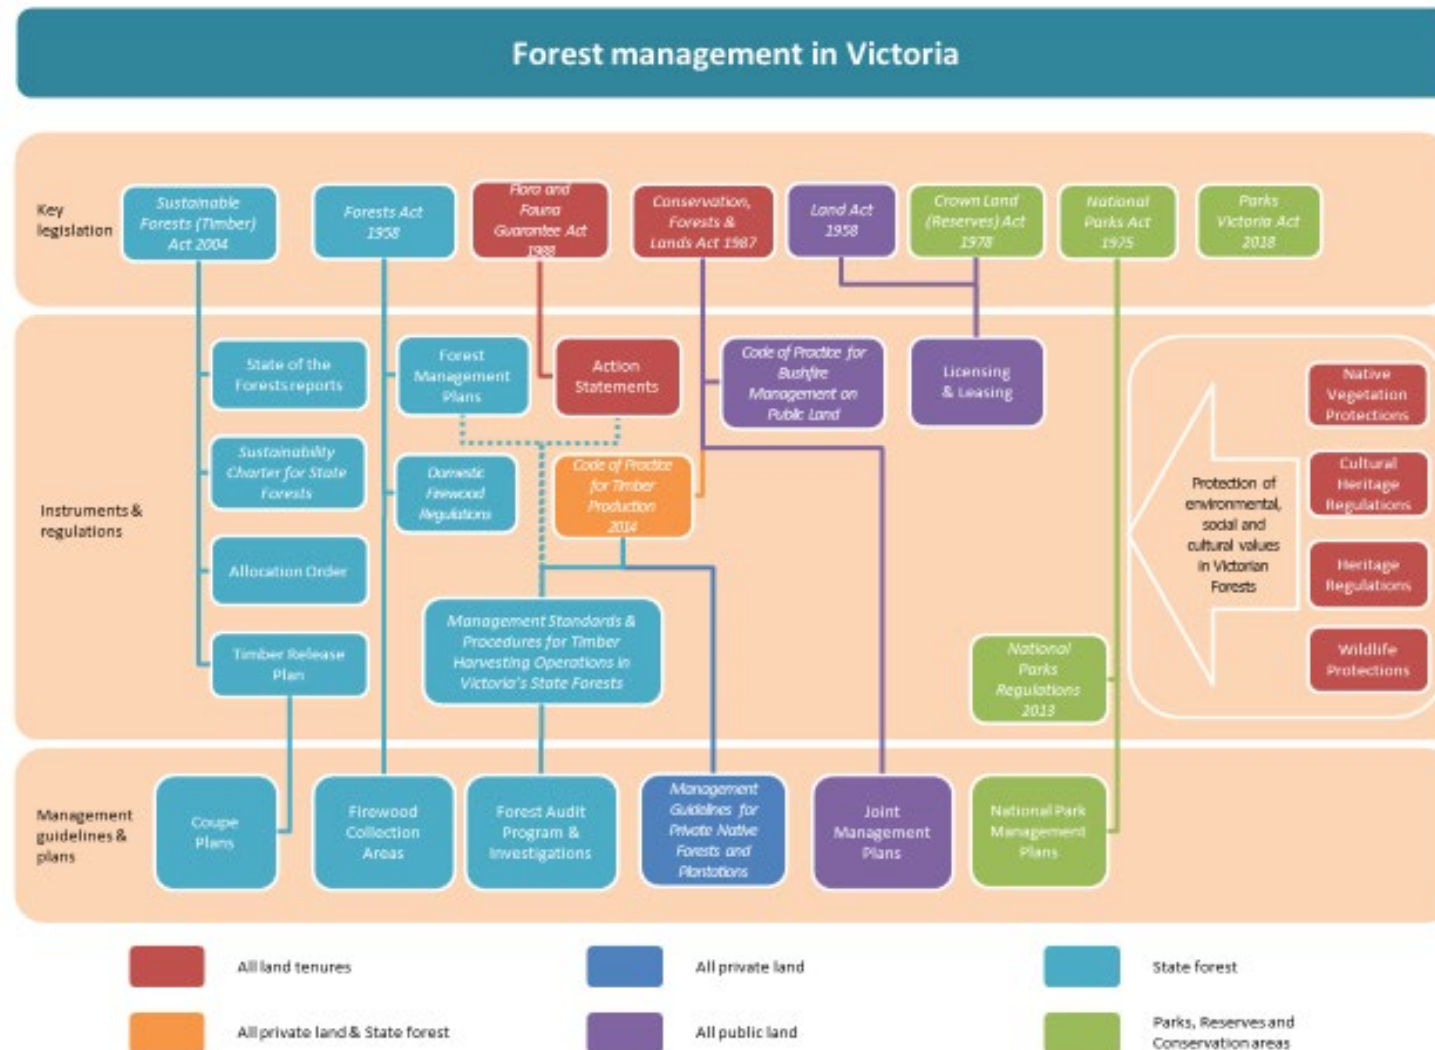 Forest management in Victoria
Key
legislation
Sustainable
Forests (Timber)
Act 2004
Forests Act
1958
Flora and
Fauna
Guarantee Act
1988
Conservation,
Forests &
Lands Act 1987
Land Act
1958
Crown Land
(Reserves) Act
1978
National
Parks Act
1975
Parks
Victoria Act
2018
Instruments &
regulations
State of the
Forests reports
Sustainability
Charter for State
Forests
Allocation Order
Timber Release
Plan
Forest
Management
Plans
Domestic
Firewood
Regulations
Action
Statements
Code of Practice
for Timber
Production
2014
Management Standards &
Procedures for Timber
Harvesting Operations in
Victoria's State Forests
Code of Practice for
Bushfire
Management on
Public Land
Licensing
& Leasing
National
Parks
Regulations
2013
Protection of
environmental,
social and
cultural values
in Victorian
Forests
Native
Vegetation
Protections
Cultural
Heritage
Regulations
Heritage
Regulations
Wildlife
Protections
Management
guidelines &
plans
Coupe
Plans
Firewood
Collection
Areas
Forest Audit
Program &
Investigations
Management
Guidelines for
Private Native
Forests and
Plantations
Joint
Management
Plans
National Park
Management
Plans
All land tenures
All private land
State forest
All private land & State forest
All public land
Parks, Reserves and
Conservation areas